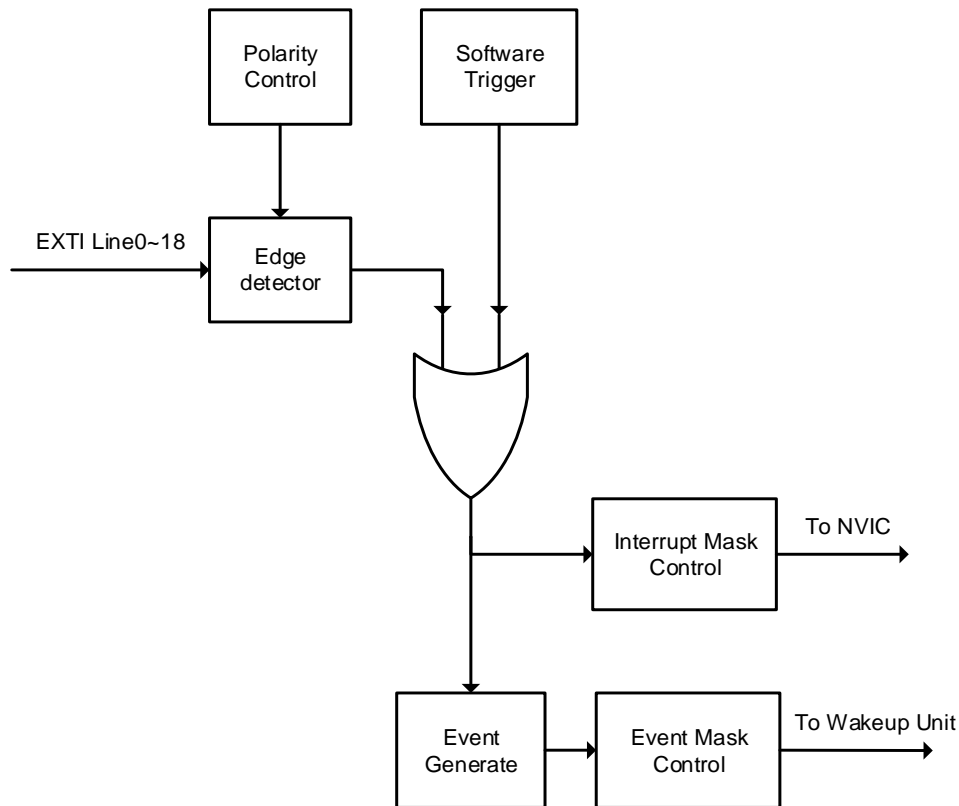 Polarity
Control
Software
Trigger
EXTI Line0~18
Edge
detector
Interrupt Mask
Control
To NVIC
Event
Generate
Event Mask
Control
To Wakeup Unit